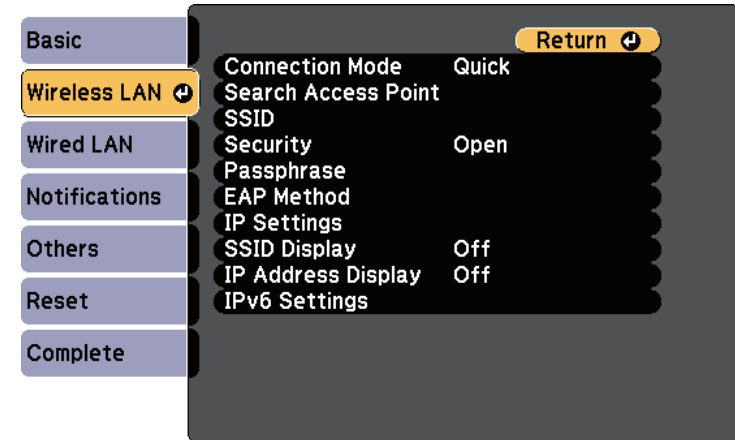 Basic
Wireless LAN
Wired LAN
Notifications
Others
Reset
Complete
Return
Connection Mode Quick
Search Access Point
SSID
Security Open
Passphrase
EAP Method
IP Settings
SSID Display Off
IP Address Display Off
IPv6 Settings